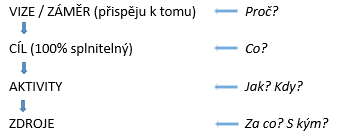 VIZE / ZÁMĚR (přispěju k tomu) Proč?
CÍL (100% splnitelný) Co?
AKTIVITY Jak? Kdy?
ZDROJE Za co? S kým?